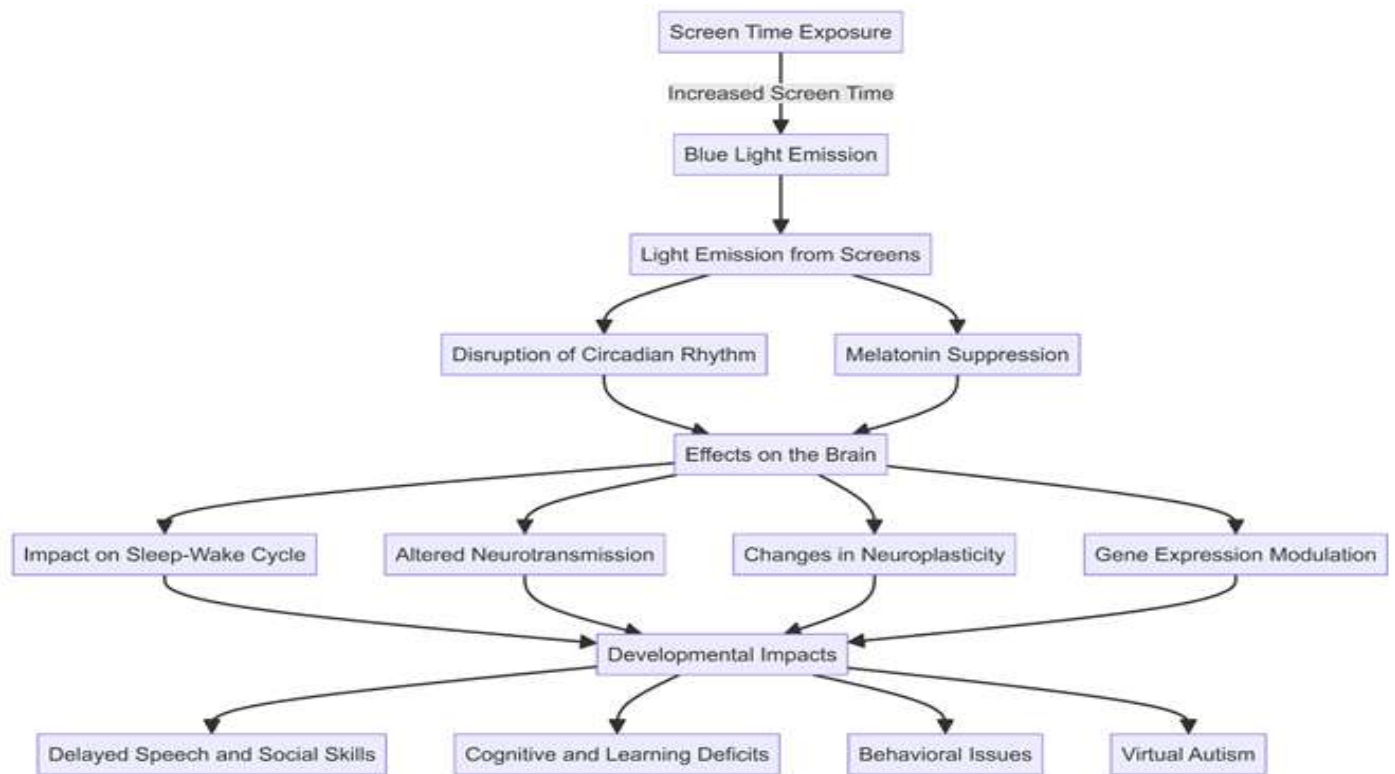 Screen Time Exposure
Increased Screen Time
Blue Light Emission
Light Emission from Screens
Disruption of Circadian Rhythm
Melatonin Suppression
Effects on the Brain
Impact on Sleep-Wake Cycle
Altered Neurotransmission
Changes in Neuroplasticity
Gene Expression Modulation
Developmental Impacts
Delayed Speech and Social Skills
Cognitive and Learning Deficits
Behavioral Issues
Virtual Autism